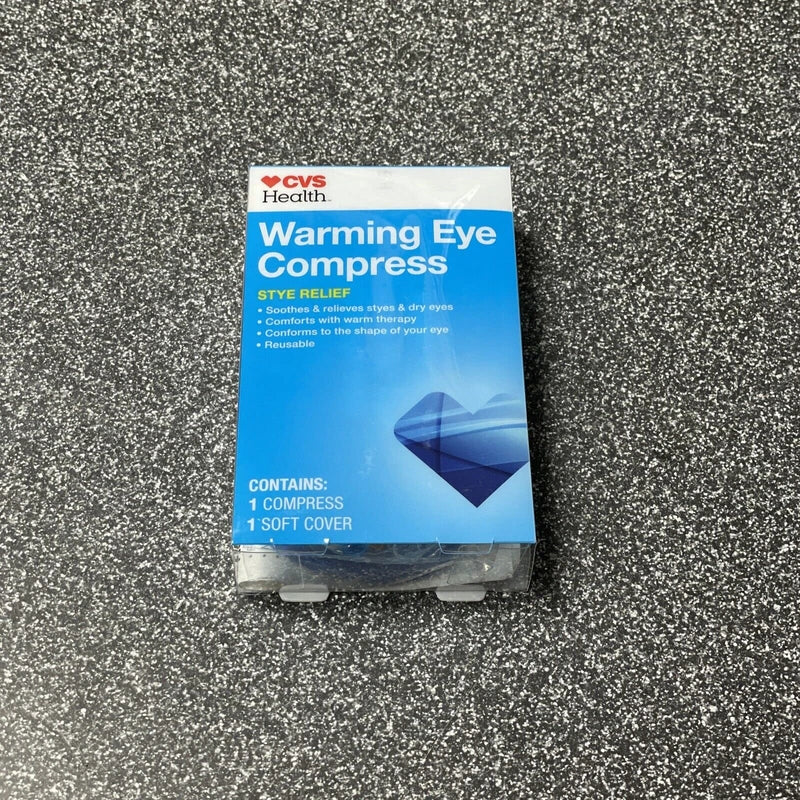 CVS
Health™
Warming Eye
Compress
STYE RELIEF
• Soothes & relieves styes & dry eyes
• Comforts with warm therapy
• Conforms to the shape of your eye
• Reusable
CONTAINS:
1 COMPRESS
1 SOFT COVER